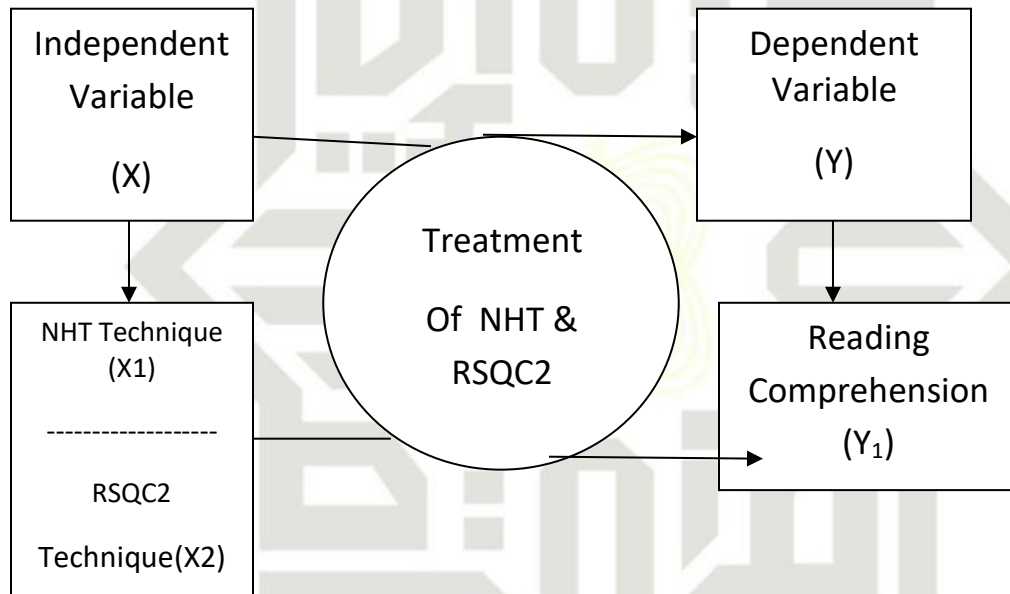 Independent
Variable
(X)
Dependent
Variable
(Y)
Treatment
Of NHT &
RSQC2
NHT Technique
(X1)
-------------------
RSQC2
Technique(X2)
Reading
Comprehension
(Y₁)